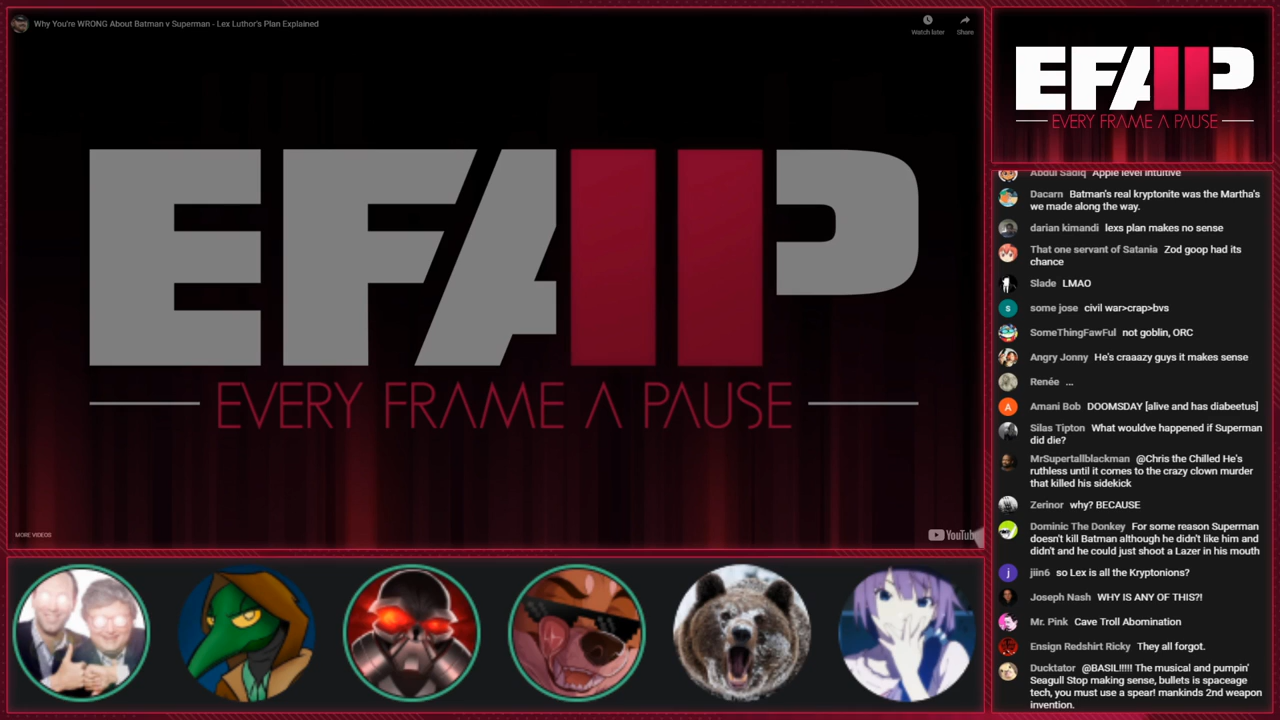 Why You're WRONG About Batman v Superman - Lex Luthor's Plan Explained
Watch later
Share
EFAP
EVERY FRAME A PAUSE
MORE VIDEOS
YouTube
EFAP
EVERY FRAME A PAUSE
Abdul Sadiq Apple level intuitive
Dacarn Batman's real kryptonite was the Martha's
we made along the way.
darian kimandi lexs plan makes no sense
That one servant of Satania Zod goop had its
chance
Slade LMAO
s
some jose civil war>crap>bvs
SomeThingFawFul not goblin, ORC
Angry Jonny He's craaazy guys it makes sense
Renée ...
A
Amani Bob DOOMSDAY [alive and has diabeetus]
Silas Tipton What wouldve happened if Superman
did die?
MrSupertallblackman @Chris the Chilled He's
ruthless until it comes to the crazy clown murder
that killed his sidekick
Zerinor why? BECAUSE
Dominic The Donkey For some reason Superman
doesn't kill Batman although he didn't like him and
didn't and he could just shoot a Lazer in his mouth
j
jiin6 so Lex is all the Kryptonions?
Joseph Nash WHY IS ANY OF THIS?!
Mr. Pink Cave Troll Abomination
Ensign Redshirt Ricky They all forgot.
Ducktator @BASIL!!!!! The musical and pumpin'
Seagull Stop making sense, bullets is spaceage
tech, you must use a spear! mankinds 2nd weapon
invention.